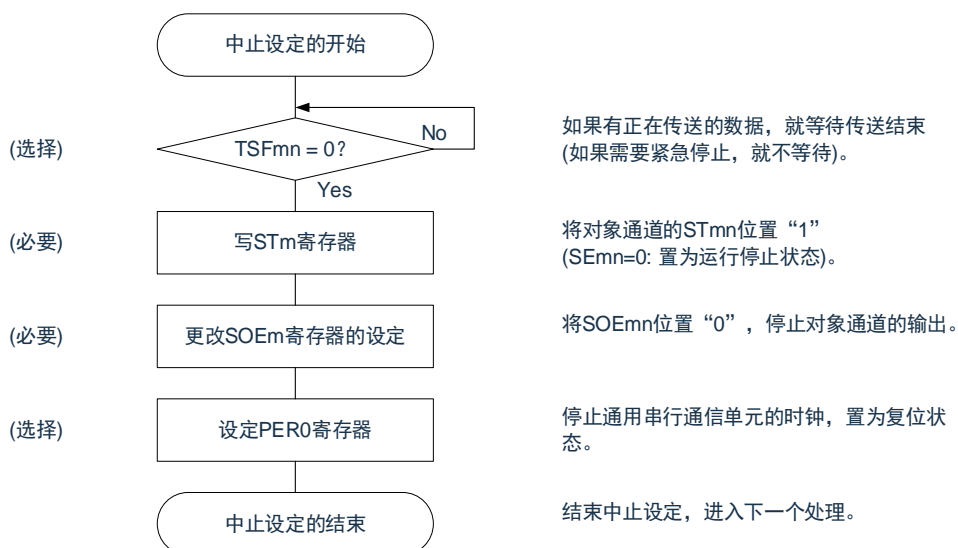 中止设定的开始
(选择)
TSFmn = 0?
No
Yes
如果有正在传送的数据，就等待传送结束
(如果需要紧急停止，就不等待)。
(必要)
写STm寄存器
将对象通道的STmn位置“1”
(SEmn=0: 置为运行停止状态)。
(必要)
更改SOEm寄存器的设定
将SOEmn位置“0”，停止对象通道的输出。
(选择)
设定PER0寄存器
停止通用串行通信单元的时钟，置为复位状
态。
中止设定的结束
结束中止设定，进入下一个处理。